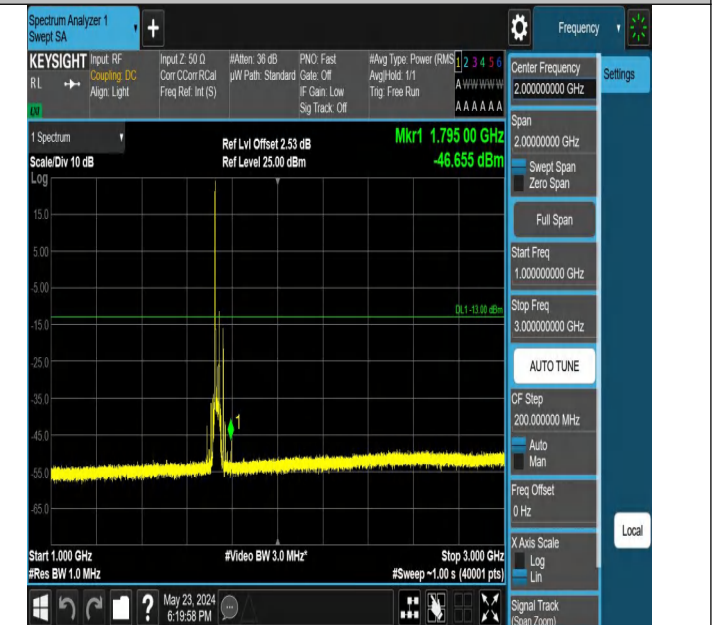 Spectrum Analyzer 1
Swept SA
+
Frequency
KEYSIGHT
RL
Input: RF
Coupling: DC
Align: Light
Input Z: 50 Ω
Corr CCorr RCal
Freq Ref: Int (S)
#Atten: 36 dB
µW Path: Standard
PNO: Fast
Gate: Off
IF Gain: Low
Sig Track: Off
#Avg Type: Power (RMS
Avg|Hold: 1/1
Trig: Free Run
1 2 3 4 5 6
A W W W W W
A A A A A A
1 Spectrum
Scale/Div 10 dB
Log
Ref Lvl Offset 2.53 dB
Ref Level 25.00 dBm
Mkr1 1.795 00 GHz
-46.655 dBm
15.0
5.00
-5.00
-15.0
-25.0
-35.0
-45.0
-55.0
-65.0
DL1 -13.00 dBm
1
Start 1.000 GHz
#Res BW 1.0 MHz
#Video BW 3.0 MHz*
Stop 3.000 GHz
#Sweep ~1.00 s (40001 pts)
?
May 23, 2024
6:19:58 PM
Center Frequency
2.000000000 GHz
Settings
Span
2.00000000 GHz
Swept Span
Zero Span
Full Span
Start Freq
1.000000000 GHz
Stop Freq
3.000000000 GHz
AUTO TUNE
CF Step
200.000000 MHz
Auto
Man
Freq Offset
0 Hz
X Axis Scale
Log
Lin
Local
Signal Track
(Span Zoom)